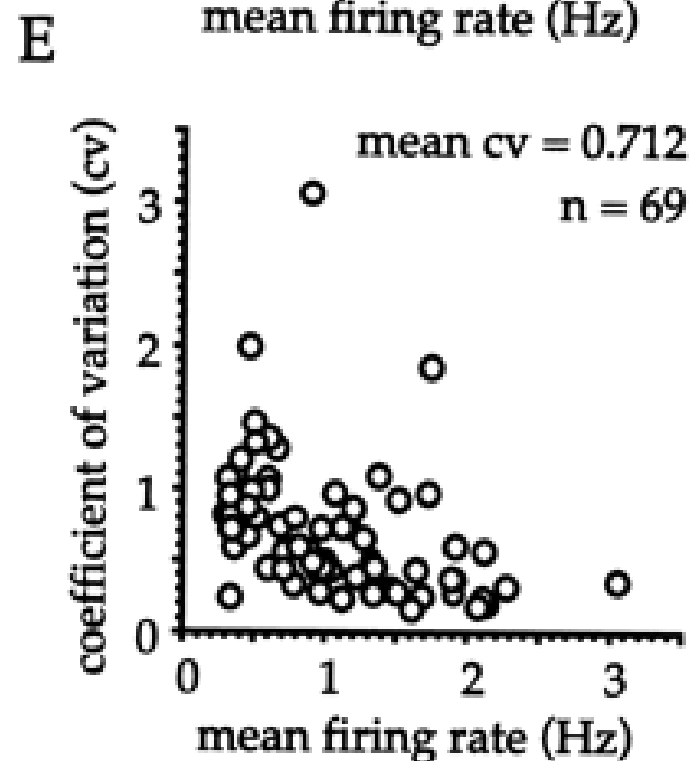 mean firing rate (Hz)
E
mean cv = 0.712
n = 69
coefficient of variation (cv)
3
2
1
0
0 1 2 3
mean firing rate (Hz)